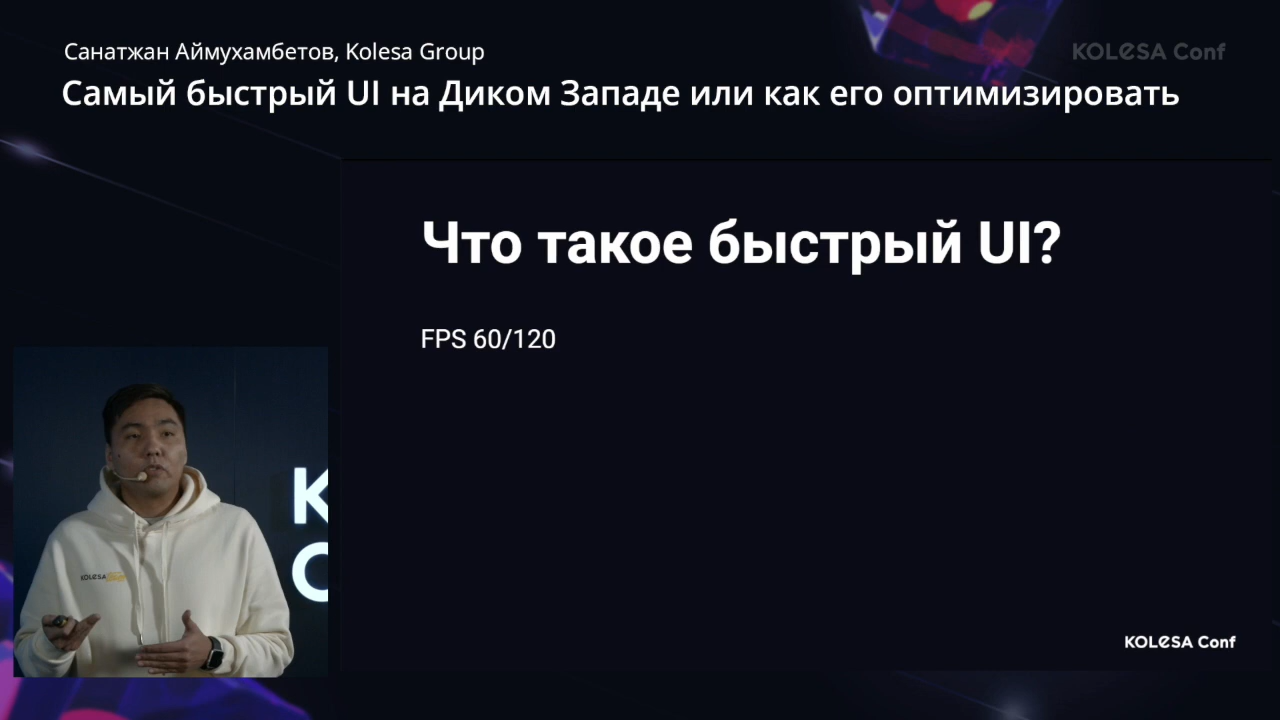 Санатжан Аймухамбетов, Kolesa Group
KOLESA Conf
Самый быстрый UI на Диком Западе или как его оптимизировать
Что такое быстрый UI?
FPS 60/120
K
KOLESA
KOLESA Conf